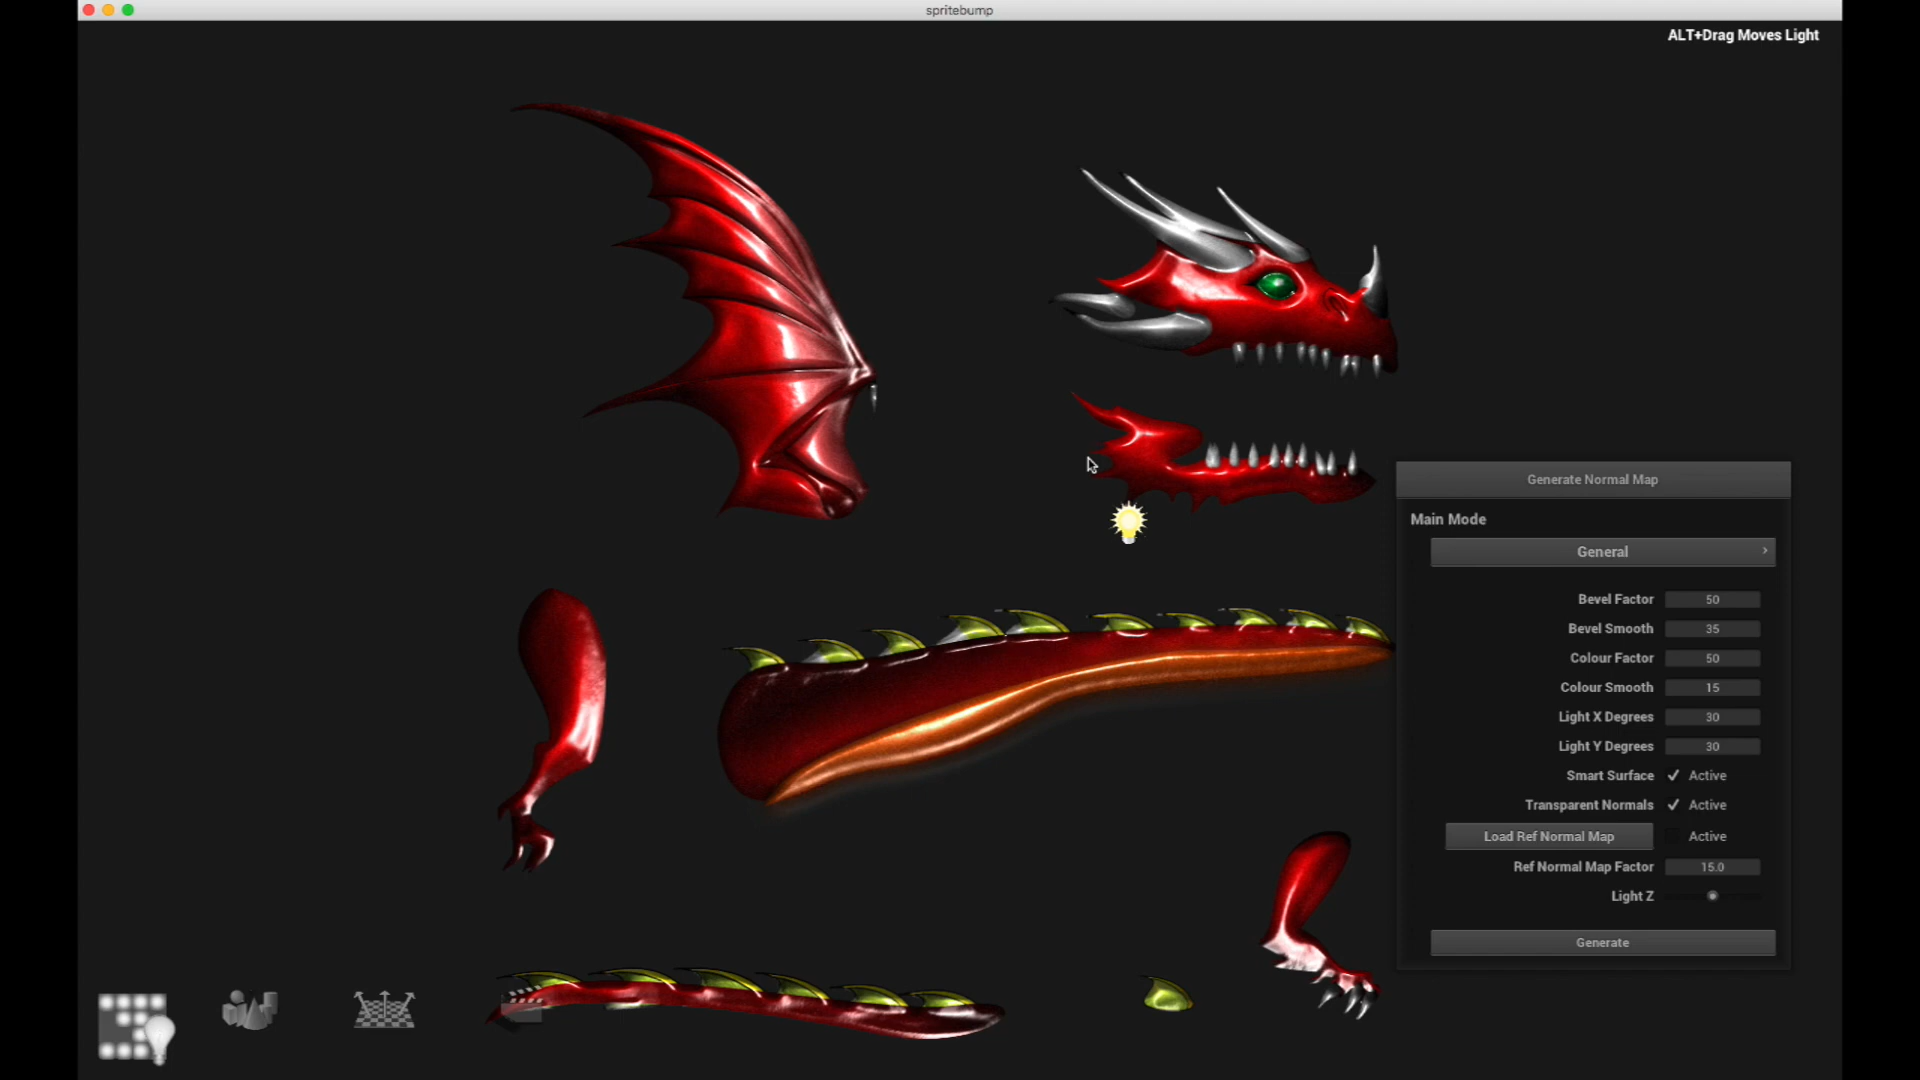 spritebump
ALT+Drag Moves Light
Generate Normal Map
Main Mode
General
Bevel Factor 50
Bevel Smooth 35
Colour Factor 50
Colour Smooth 15
Light X Degrees 30
Light Y Degrees 30
Smart Surface ✓ Active
Transparent Normals ✓ Active
Load Ref Normal Map Active
Ref Normal Map Factor 15.0
Light Z
Generate